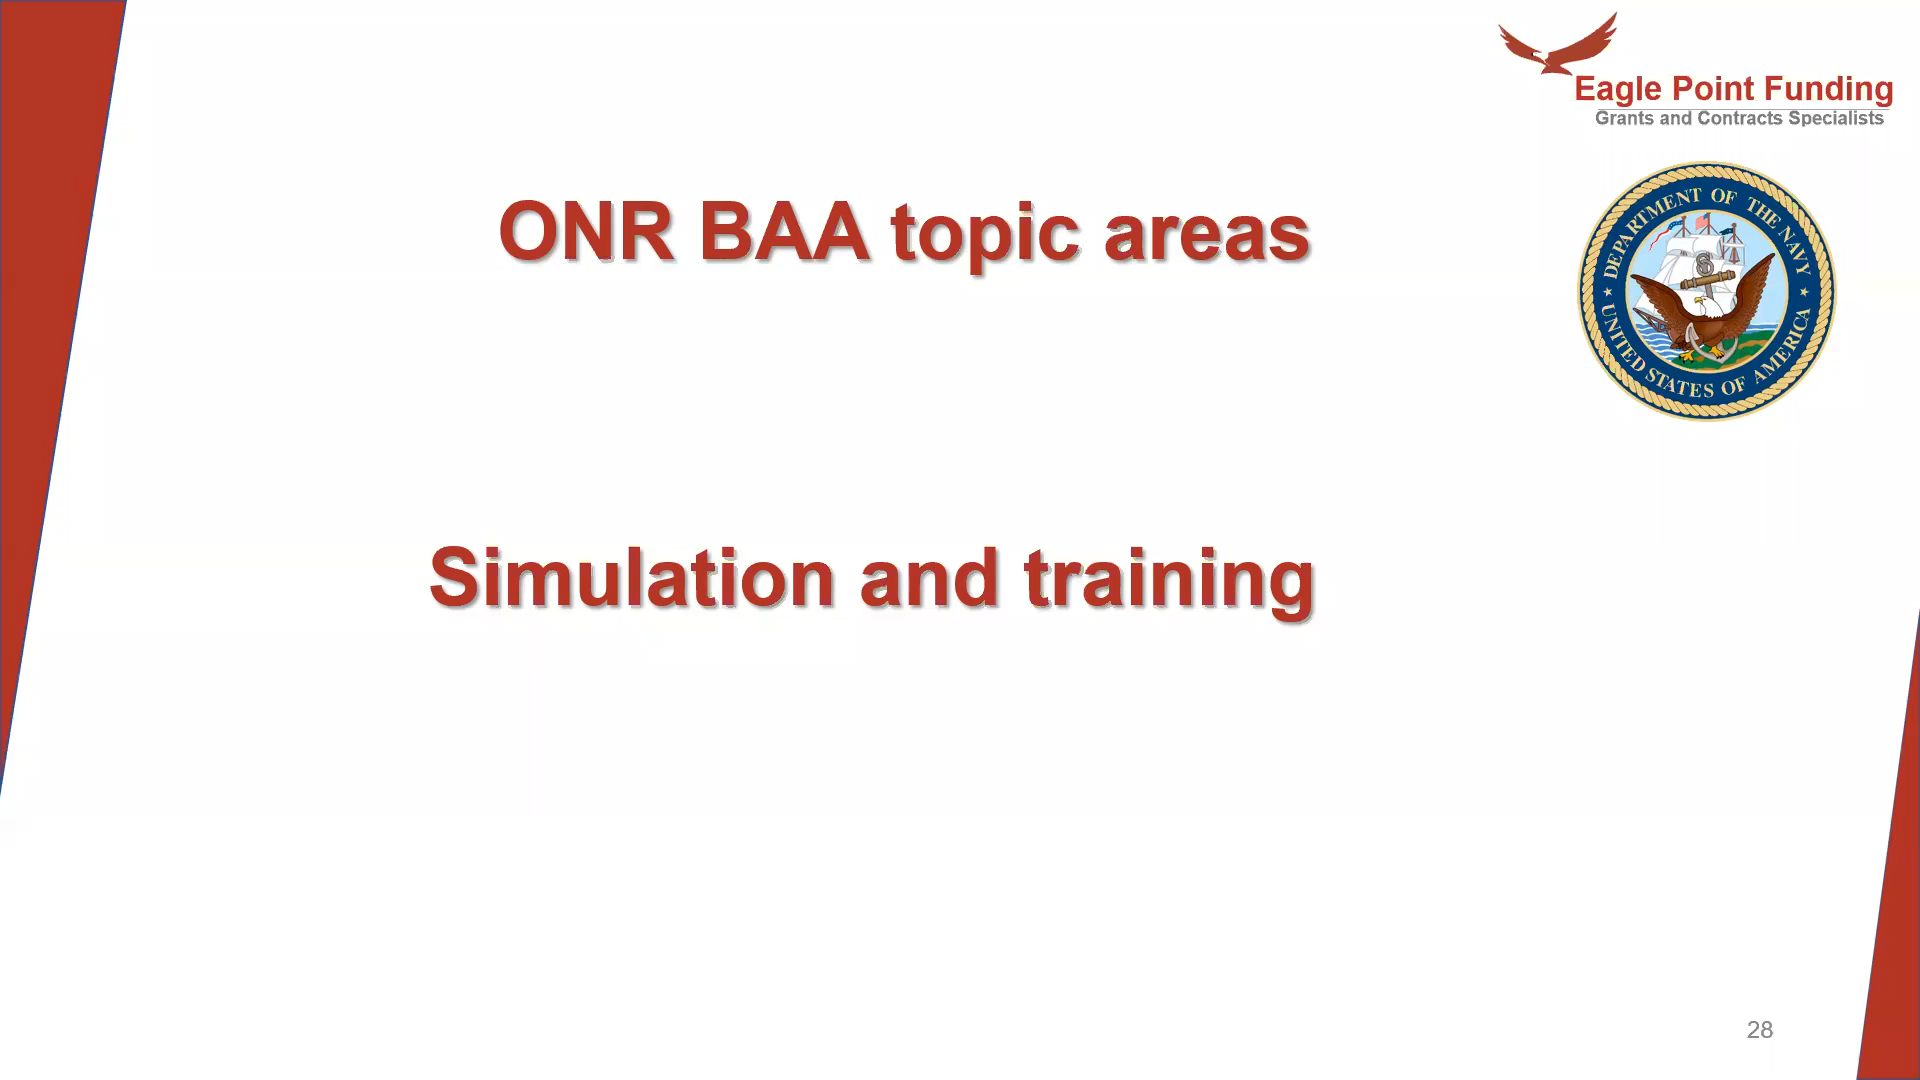 Eagle Point Funding
Grants and Contracts Specialists
DEPARTMENT OF THE NAVY
UNITED STATES OF AMERICA
ONR BAA topic areas
Simulation and training
28